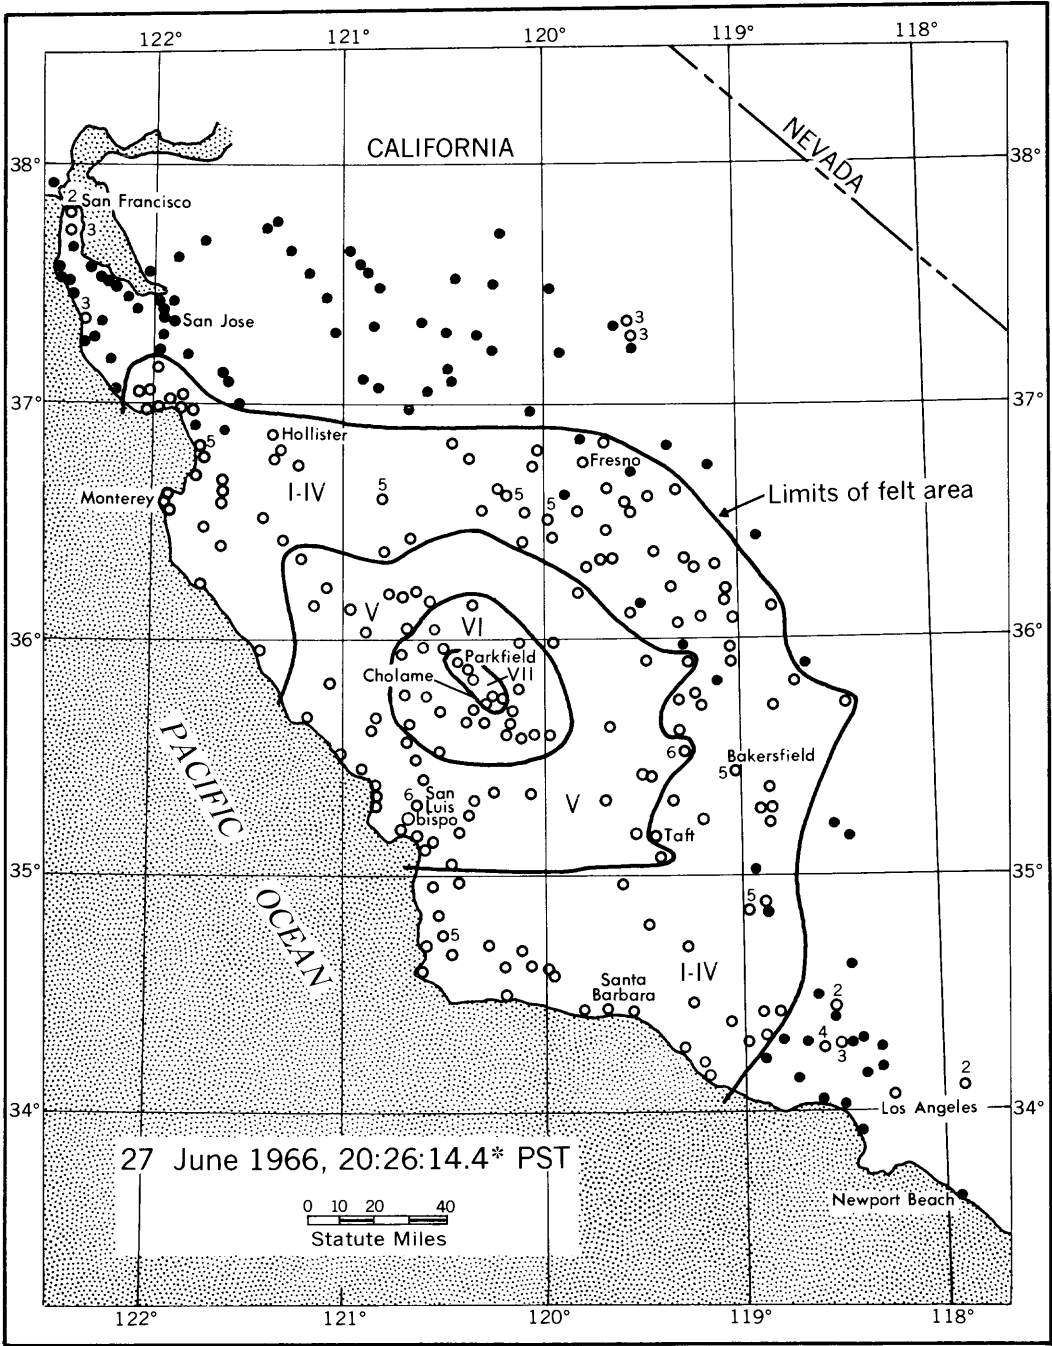 122° 121° 120° 119° 118°
CALIFORNIA
NEVADA
38° 38°
2 San Francisco
3
3
San Jose
3
3
37° 37°
Hollister
5
Fresno
Monterey
I-IV
5
5
5
Limits of felt area
V
VI
36° 36°
Parkfield
VII
Cholame
PACIFIC
OCEAN
6
Bakersfield
5
6
San
Luis
Obispo
V
Taft
35° 35°
5
5
I-IV
Santa
Barbara
2
4
3
2
34° 34°
Los Angeles
27 June 1966, 20:26:14.4* PST
Newport Beach
0 10 20 40
Statute Miles
122° 121° 120° 119° 118°